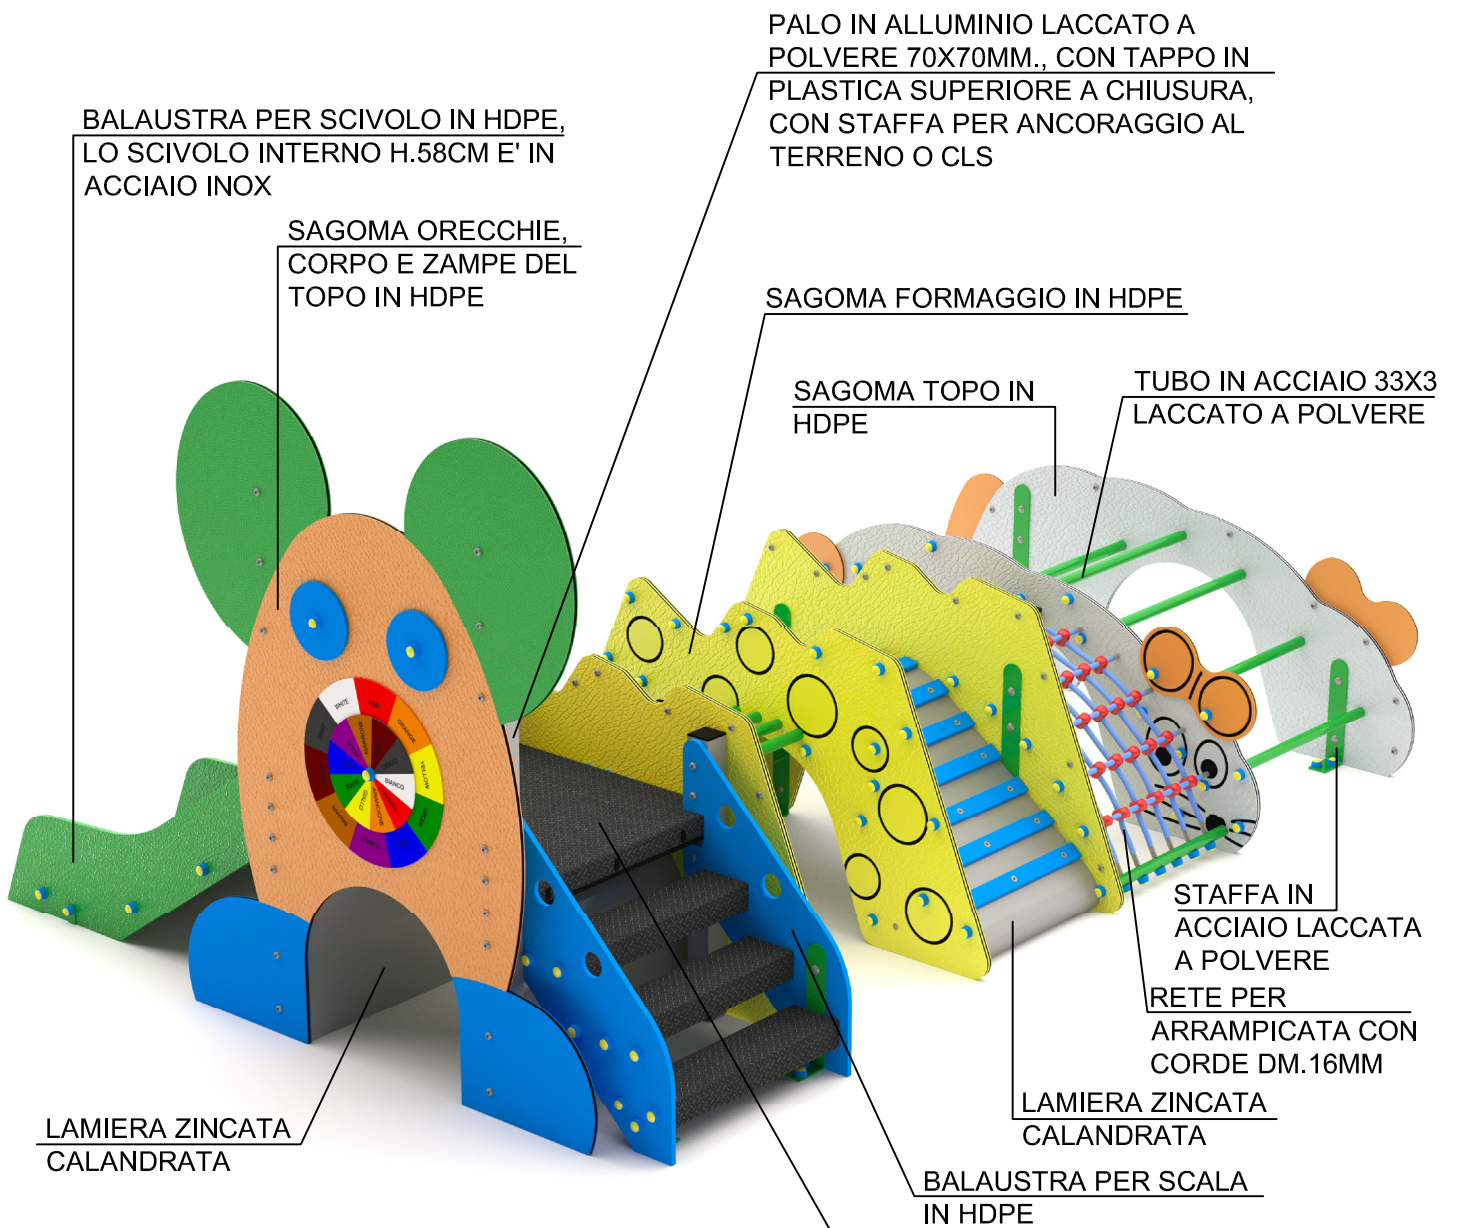 PALO IN ALLUMINIO LACCATO A
POLVERE 70X70MM., CON TAPPO IN
PLASTICA SUPERIORE A CHIUSURA,
CON STAFFA PER ANCORAGGIO AL
TERRENO O CLS
BALAUSTRA PER SCIVOLO IN HDPE,
LO SCIVOLO INTERNO H.58CM E' IN
ACCIAIO INOX
SAGOMA ORECCHIE,
CORPO E ZAMPE DEL
TOPO IN HDPE
SAGOMA FORMAGGIO IN HDPE
SAGOMA TOPO IN
HDPE
TUBO IN ACCIAIO 33X3
LACCATO A POLVERE
WHITE
RED
ORANGE
BIANCO
GIALLO
STAFFA IN
ACCIAIO LACCATA
A POLVERE
RETE PER
ARRAMPICATA CON
CORDE DM.16MM
LAMIERA ZINCATA
CALANDRATA
LAMIERA ZINCATA
CALANDRATA
BALAUSTRA PER SCALA
IN HDPE